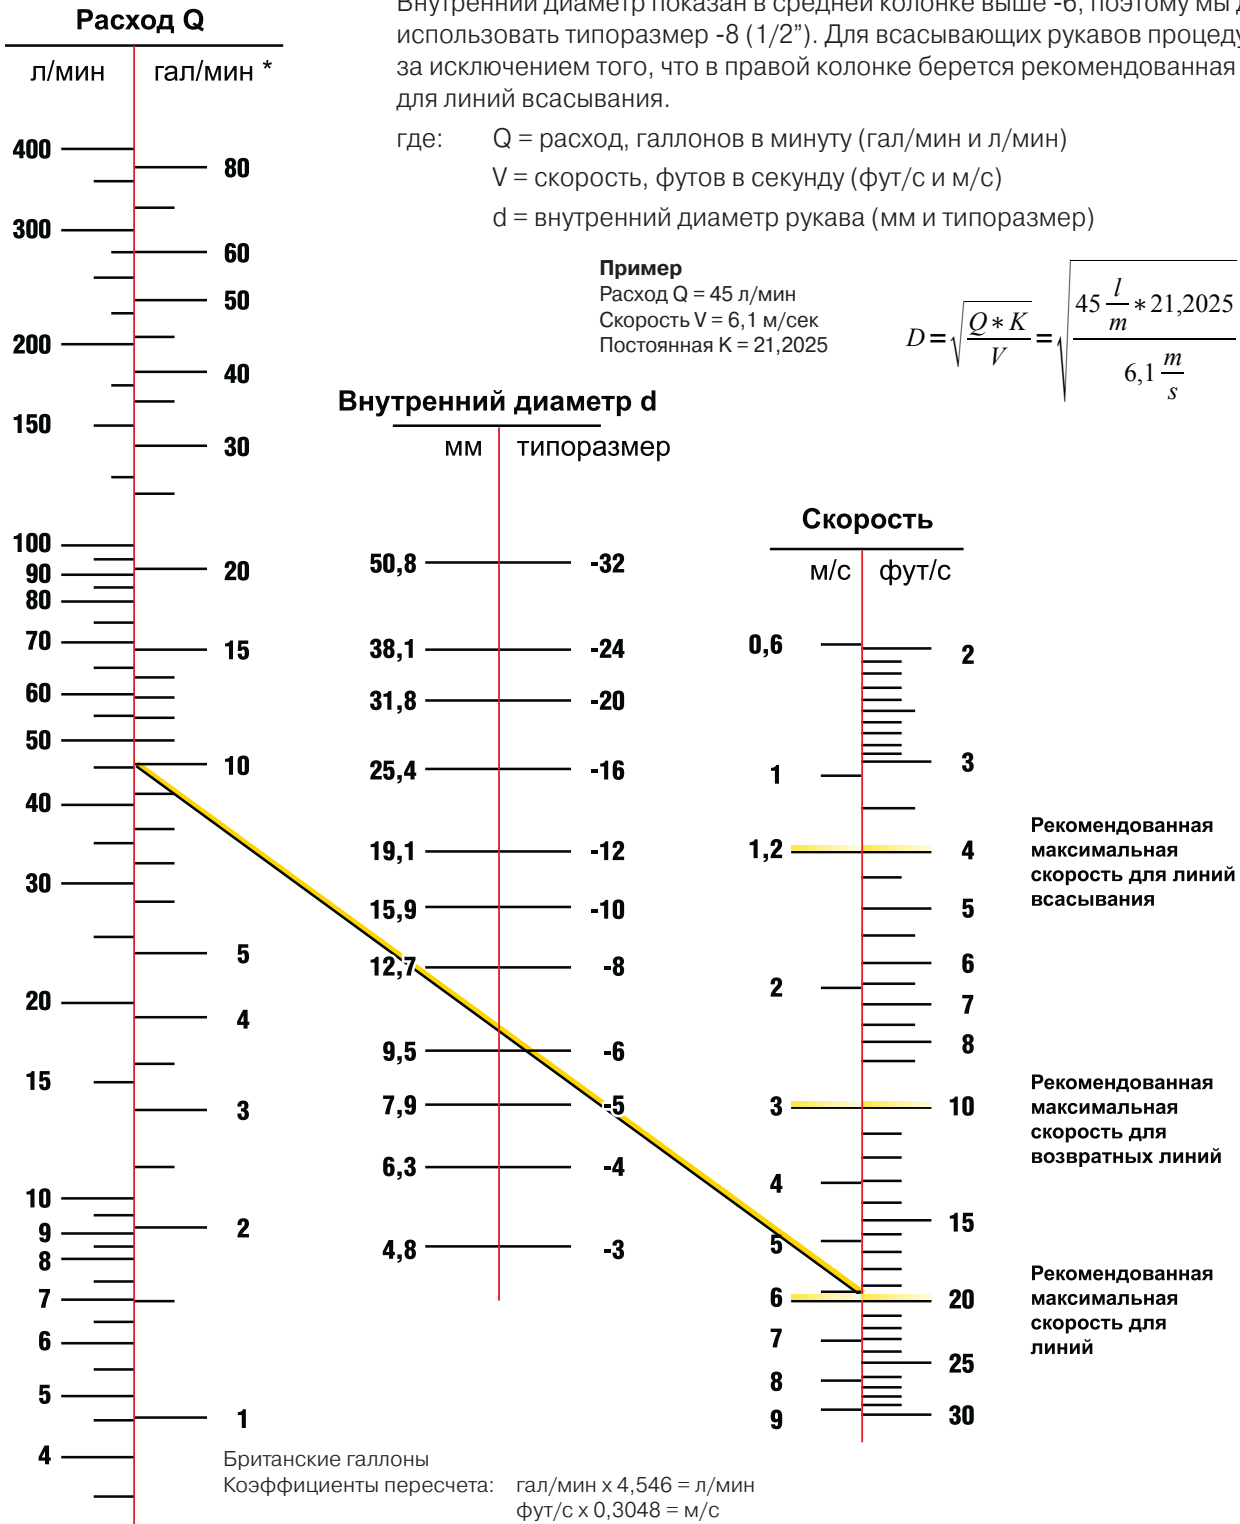 Внутренний диаметр показан в средней колонке выше -6, поэтому мы
использовать типоразмер -8 (1/2”). Для всасывающих рукавов
за исключением того, что в правой колонке берется рекомендованная
для линий всасывания.
где: Q = расход, галлонов в минуту (гал/мин и л/мин)
V = скорость, футов в секунду (фут/с и м/с)
d = внутренний диаметр рукава (мм и типоразмер)
Пример
Расход Q = 45 л/мин
Скорость V = 6,1 м/сек
Постоянная K = 21,2025
D = √(Q * K / V) = √(45 l/m * 21,2025 / 6,1 m/s)
Расход Q
л/мин гал/мин *
400
80
300
60
50
200
40
150
30
100
90
20
80
70
15
60
50
10
40
30
5
20
4
15
3
10
9
2
8
7
6
5
1
4
Внутренний диаметр d
мм типоразмер
50,8 -32
38,1 -24
31,8 -20
25,4 -16
19,1 -12
15,9 -10
12,7 -8
9,5 -6
7,9 -5
6,3 -4
4,8 -3
Скорость
м/с фут/с
0,6 2
3
1
1,2 4
5
6
2
7
8
3 10
4
15
5
6 20
7
25
8
9 30
Рекомендованная
максимальная
скорость для линий
всасывания
Рекомендованная
максимальная
скорость для
возвратных линий
Рекомендованная
максимальная
скорость для
линий
Британские галлоны
Коэффициенты пересчета: гал/мин x 4,546 = л/мин
фут/с x 0,3048 = м/с